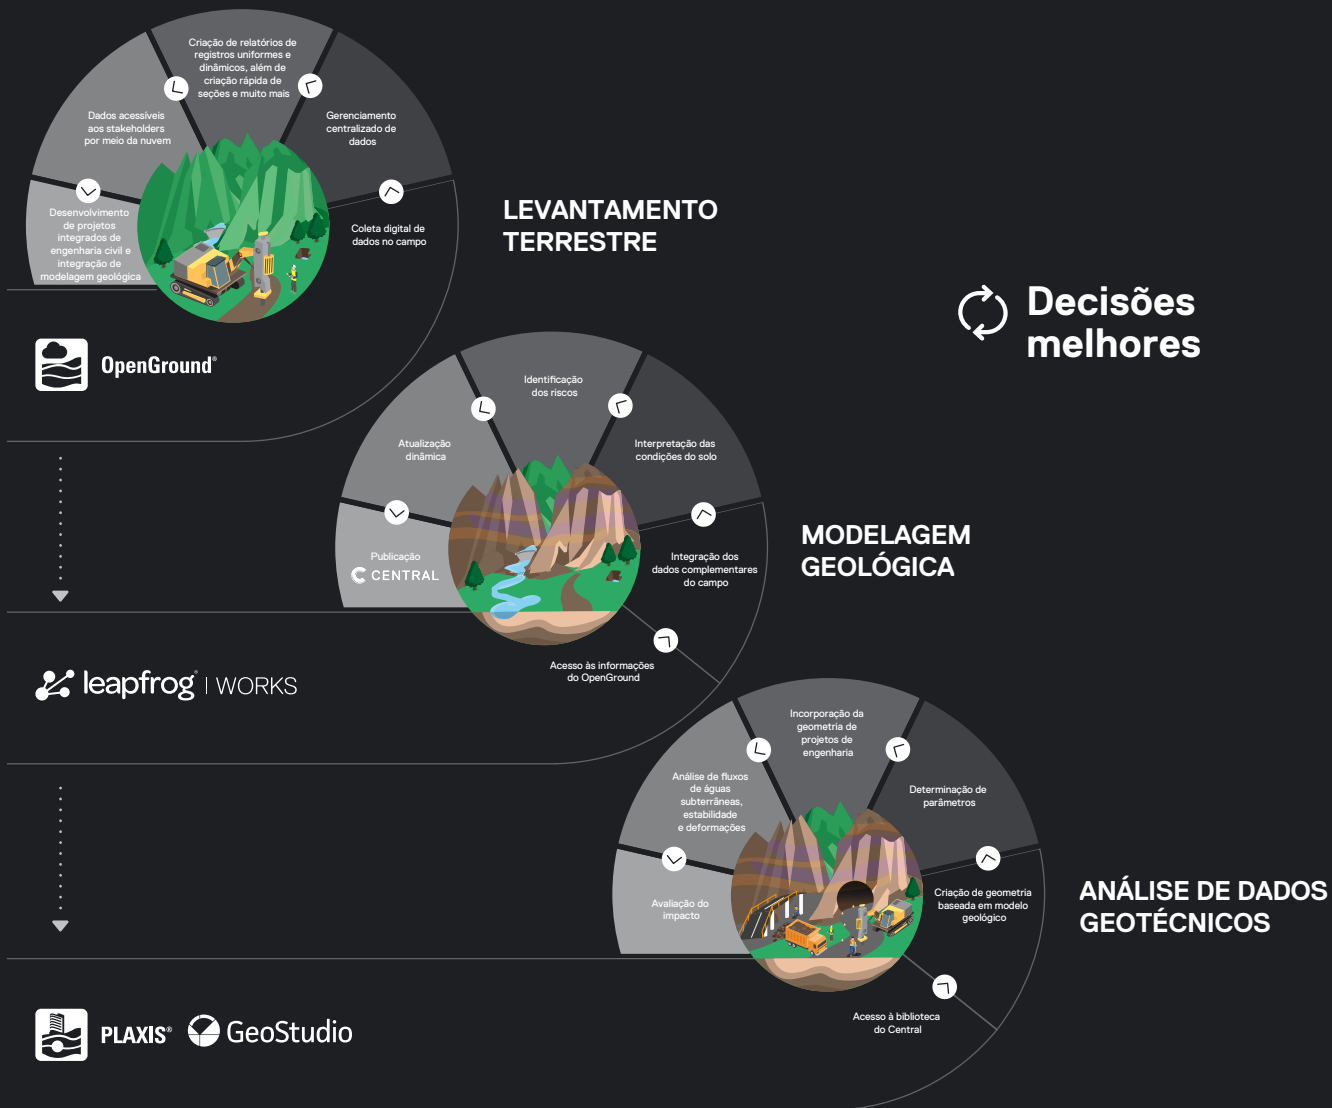 Criação de relatórios de
registros uniformes e
dinâmicos, além de
criação rápida de
seções e muito mais
Dados acessíveis
aos stakeholders
por meio da nuvem
Gerenciamento
centralizado de
dados
Desenvolvimento
de projetos
integrados de
engenharia civil e
integração de
modelagem geológica
Coleta digital de
dados no campo
LEVANTAMENTO
TERRESTRE
Decisões
melhores
OpenGround®
Identificação
dos riscos
Atualização
dinâmica
Interpretação das
condições do solo
Publicação
CENTRAL
Integração dos
dados complementares
do campo
MODELAGEM
GEOLÓGICA
Acesso às informações
do OpenGround
leapfrog® | WORKS
Incorporação da
geometria de
projetos de
engenharia
Análise de fluxos
de águas
subterrâneas,
estabilidade
e deformações
Determinação de
parâmetros
Avaliação do
impacto
Criação de geometria
baseada em modelo
geológico
ANÁLISE DE DADOS
GEOTÉCNICOS
Acesso à biblioteca
do Central
PLAXIS® GeoStudio